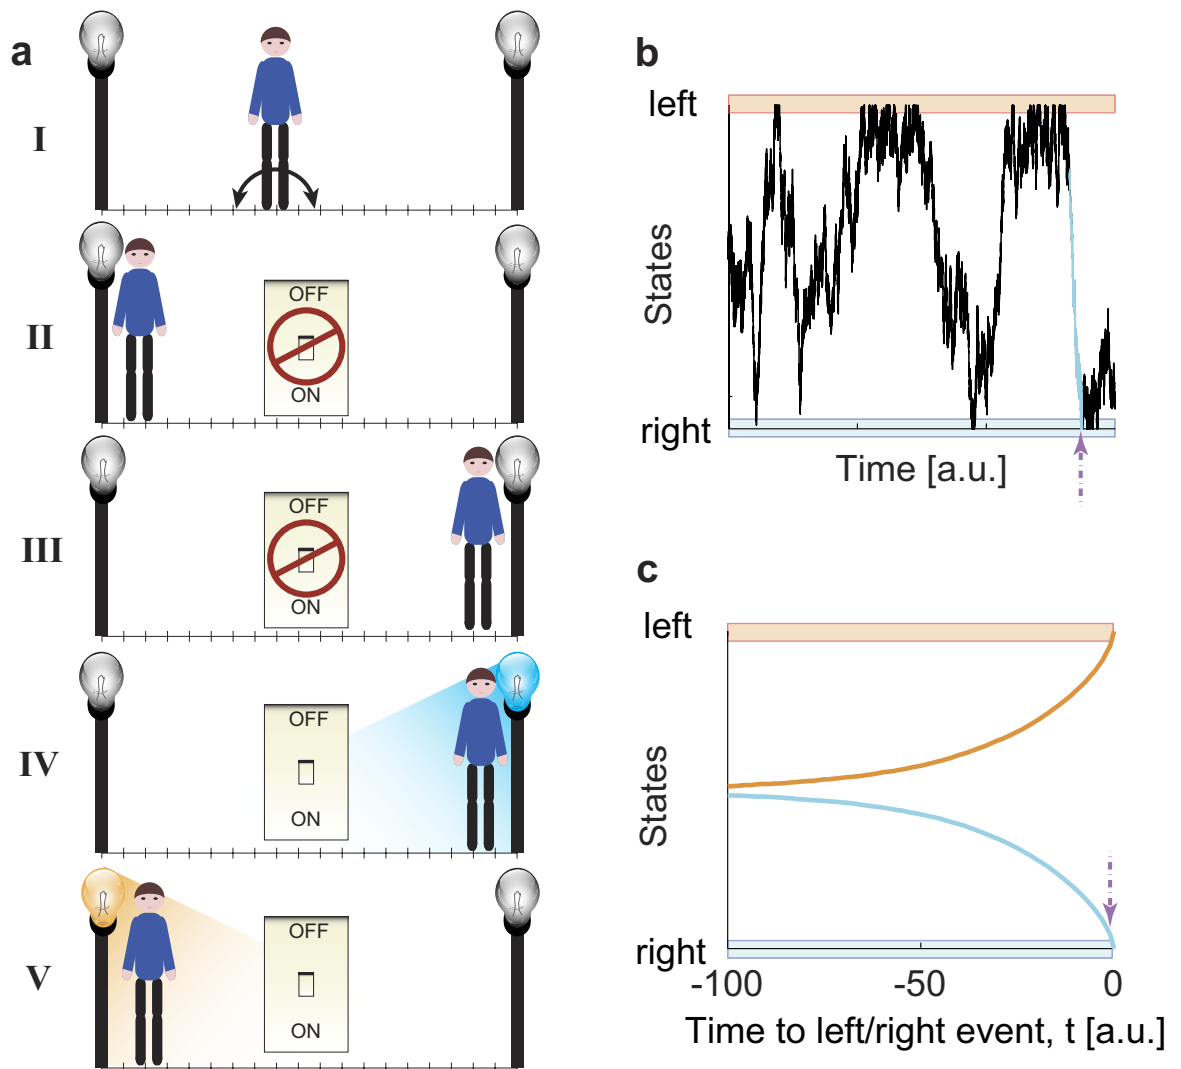 a
I
II
OFF
ON
III
OFF
ON
IV
OFF
ON
V
OFF
ON
b
left
States
right
Time [a.u.]
c
left
States
right
-100
-50
0
Time to left/right event, t [a.u.]